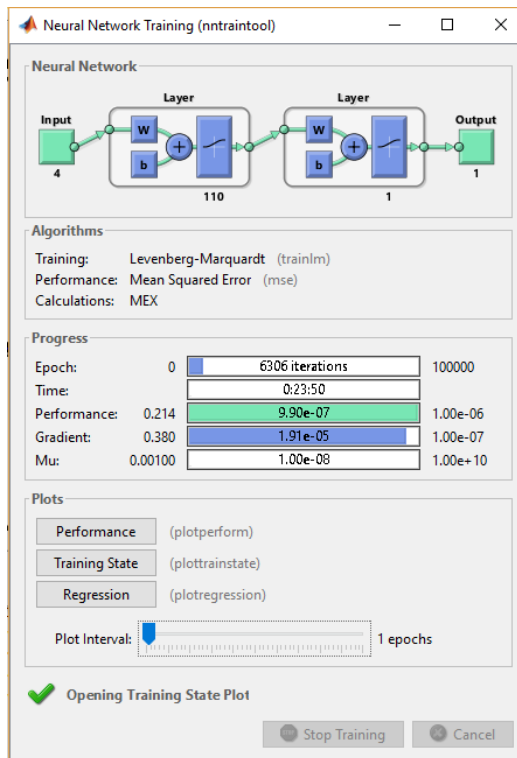 Neural Network Training (nntraintool)
Neural Network
Layer Layer
Input Output
W W
+ +
b b
4 110 1 1
Algorithms
Training: Levenberg-Marquardt (trainlm)
Performance: Mean Squared Error (mse)
Calculations: MEX
Progress
Epoch: 0 6306 iterations 100000
Time: 0:23:50
Performance: 0.214 9.90e-07 1.00e-06
Gradient: 0.380 1.91e-05 1.00e-07
Mu: 0.00100 1.00e-08 1.00e+10
Plots
Performance (plotperform)
Training State (plottrainstate)
Regression (plotregression)
Plot Interval: 1 epochs
Opening Training State Plot
Stop Training Cancel